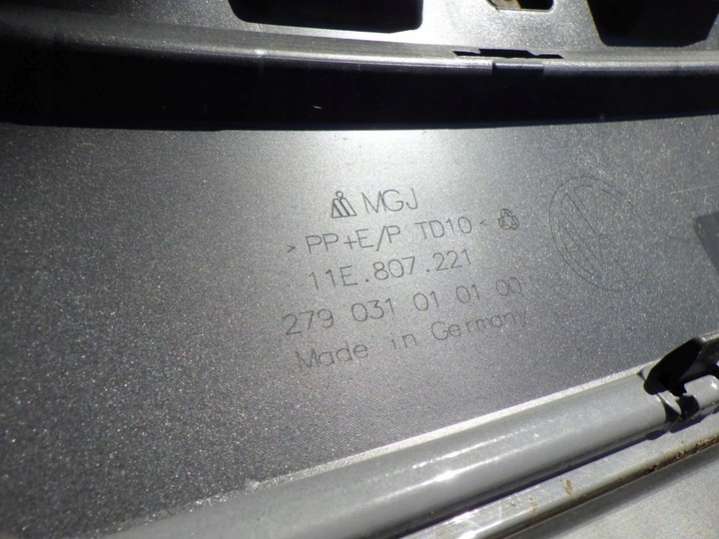 MGJ
> PP+E/P TD10 <
11E.807.221
279 031 01 01 00
Made in Germany